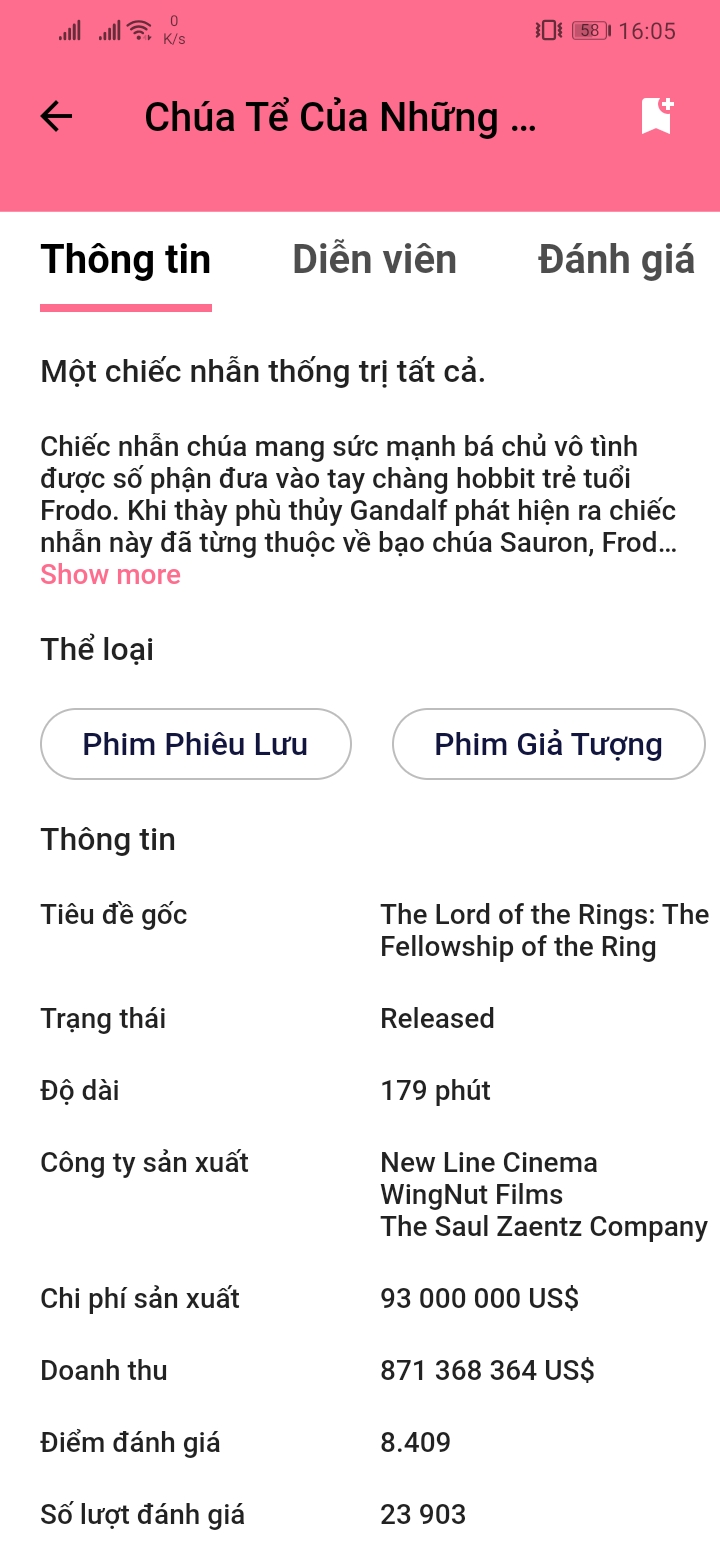 0
K/s
58
16:05
Chúa Tể Của Những ...
Thông tin
Diễn viên
Đánh giá
Một chiếc nhẫn thống trị tất cả.
Chiếc nhẫn chúa mang sức mạnh bá chủ vô tình
được số phận đưa vào tay chàng hobbit trẻ tuổi
Frodo. Khi thày phù thủy Gandalf phát hiện ra chiếc
nhẫn này đã từng thuộc về bạo chúa Sauron, Frod...
Show more
Thể loại
Phim Phiêu Lưu
Phim Giả Tượng
Thông tin
Tiêu đề gốc
The Lord of the Rings: The
Fellowship of the Ring
Trạng thái
Released
Độ dài
179 phút
Công ty sản xuất
New Line Cinema
WingNut Films
The Saul Zaentz Company
Chi phí sản xuất
93 000 000 US$
Doanh thu
871 368 364 US$
Điểm đánh giá
8.409
Số lượt đánh giá
23 903